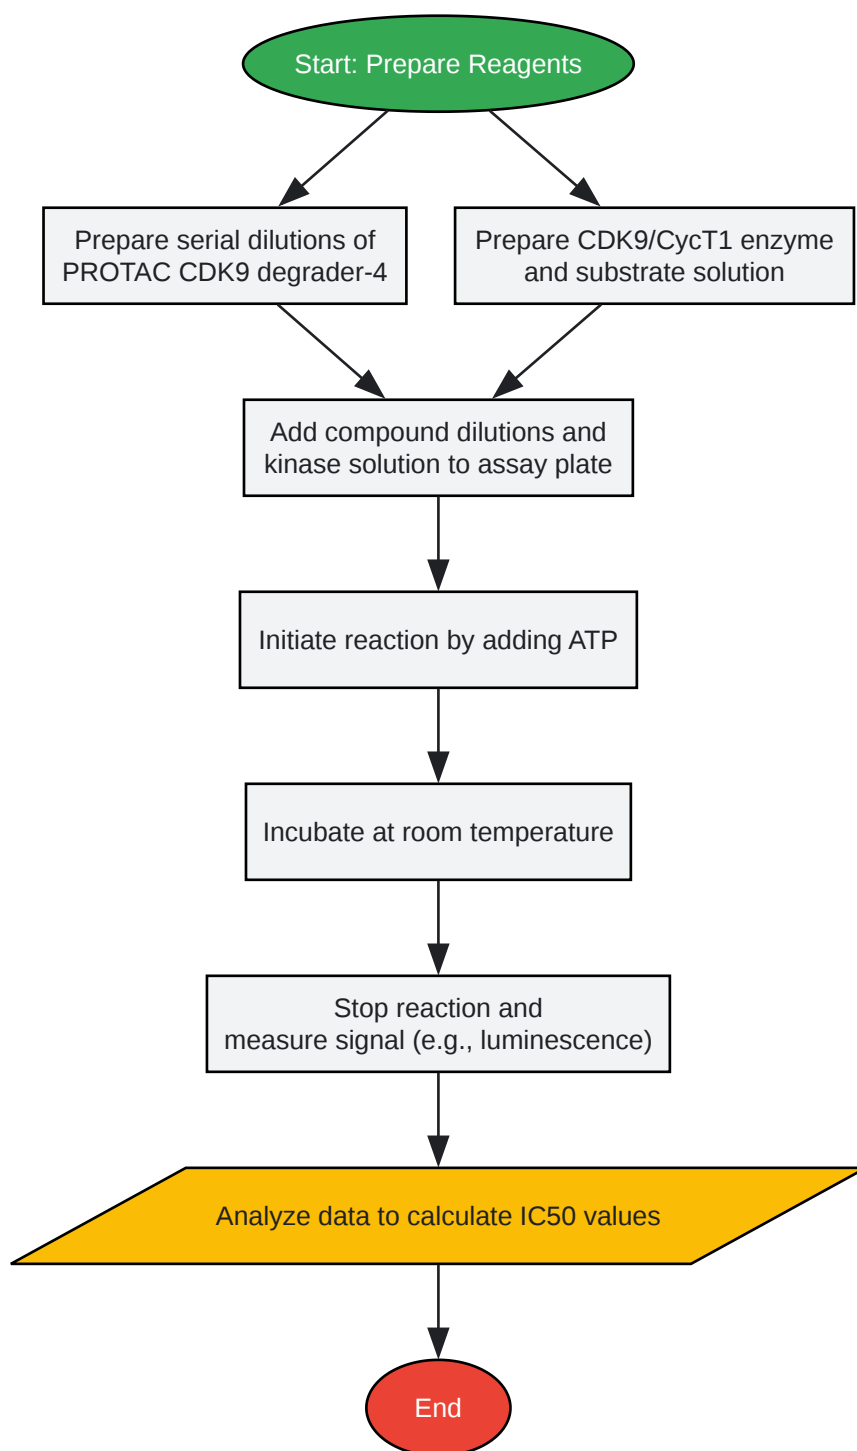 Start: Prepare Reagents
Prepare serial dilutions of
PROTAC CDK9 degrader-4
Prepare CDK9/CycT1 enzyme
and substrate solution
Add compound dilutions and
kinase solution to assay plate
Initiate reaction by adding ATP
Incubate at room temperature
Stop reaction and
measure signal (e.g., luminescence)
Analyze data to calculate IC50 values
End